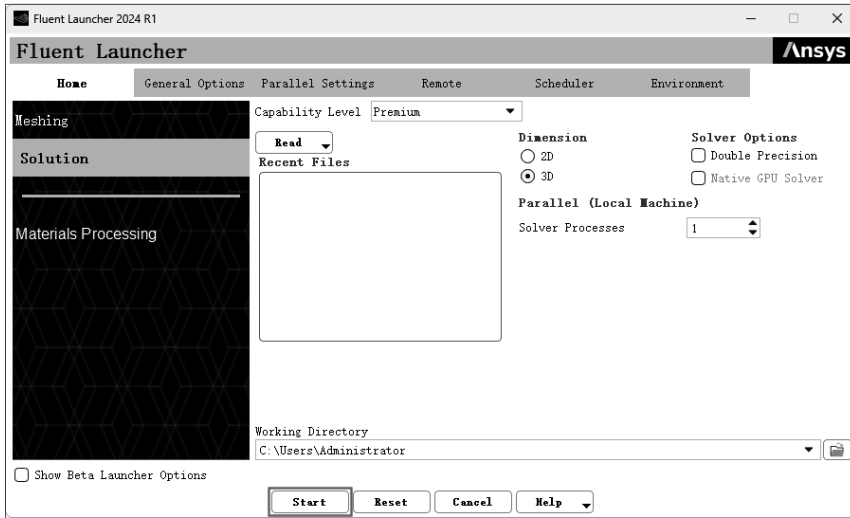 Fluent Launcher 2024 R1
Fluent Launcher
Ansys
Home General Options Parallel Settings Remote Scheduler Environment
Meshing
Solution
Materials Processing
Capability Level Premium
Read
Recent Files
Dimension
2D
3D
Solver Options
Double Precision
Native GPU Solver
Parallel (Local Machine)
Solver Processes 1
Working Directory
C:\Users\Administrator
Show Beta Launcher Options
Start Reset Cancel Help